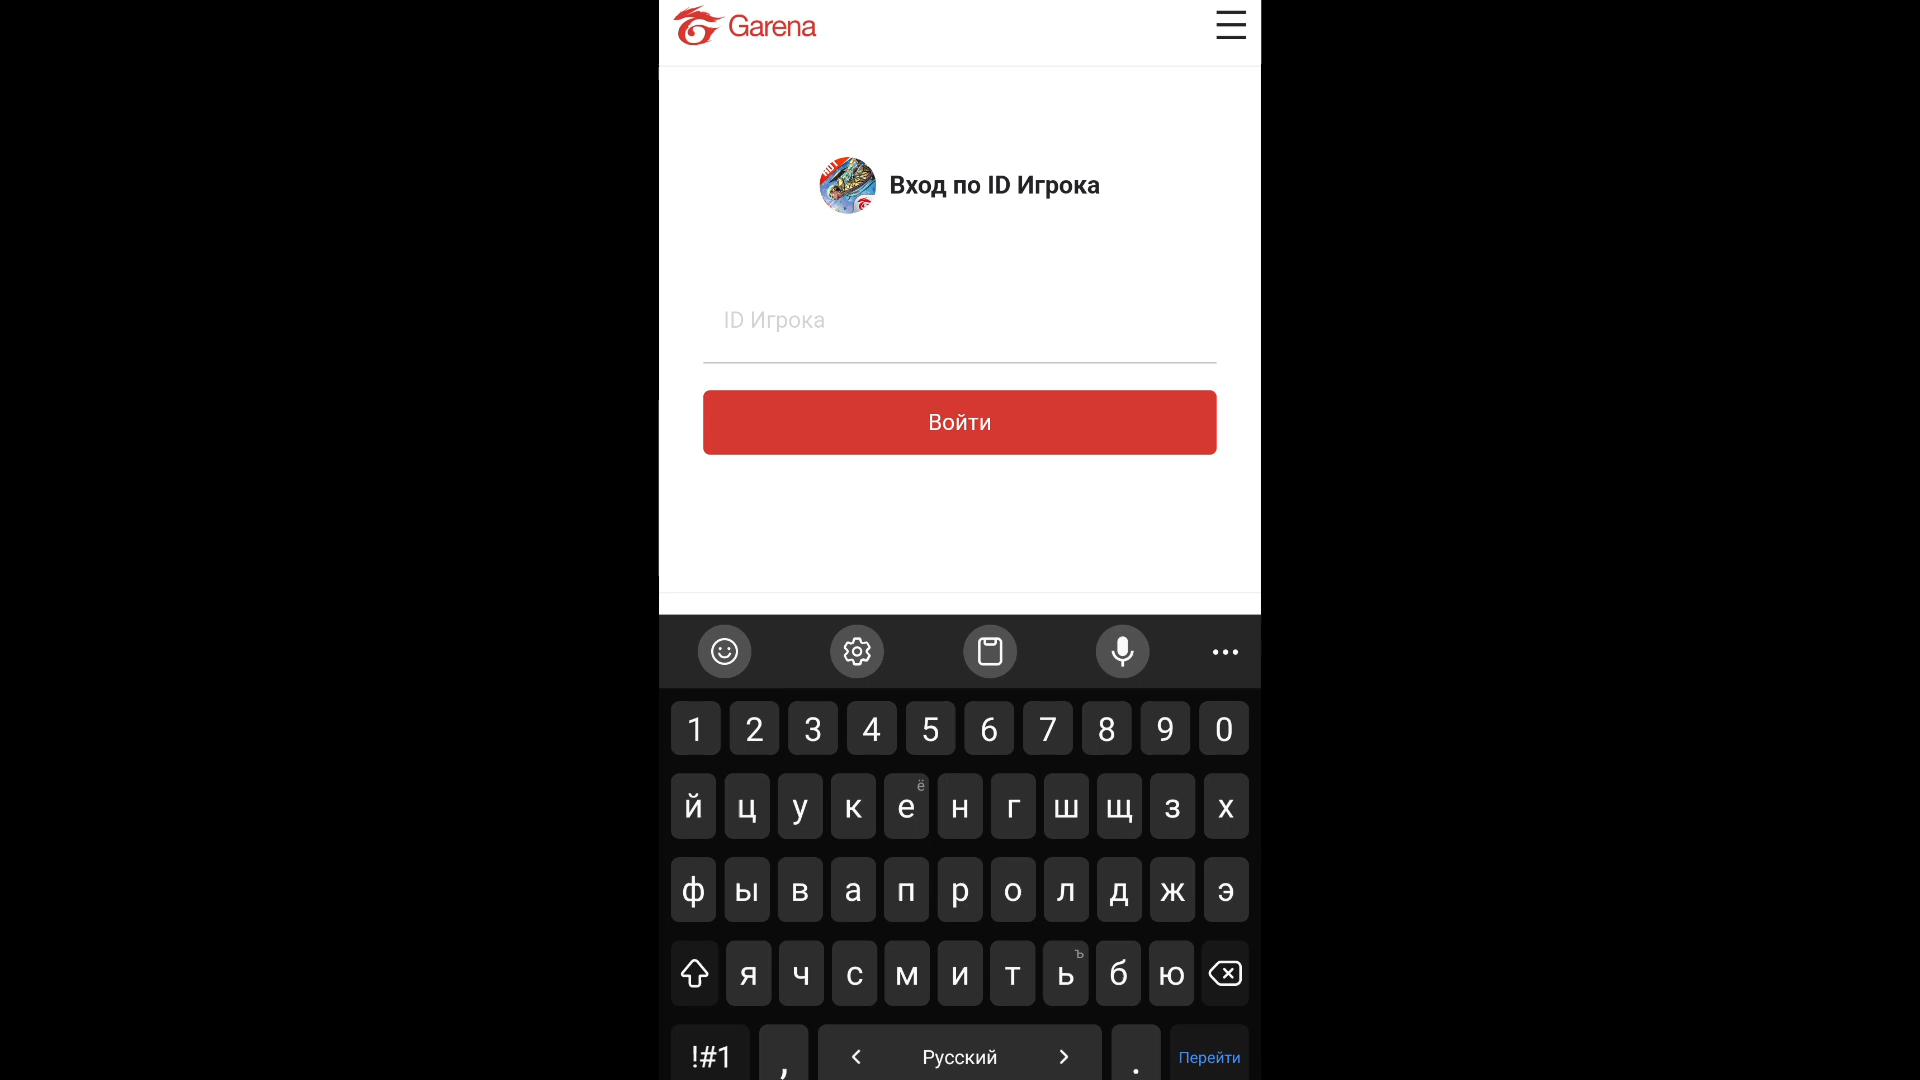 Garena
HOT
Вход по ID Игрока
ID Игрока
Войти
1 2 3 4 5 6 7 8 9 0
й ц у к е ё н г ш щ з х
ф ы в а п р о л д ж э
я ч с м и т ь ъ б ю
!#1 , < Русский > . Перейти